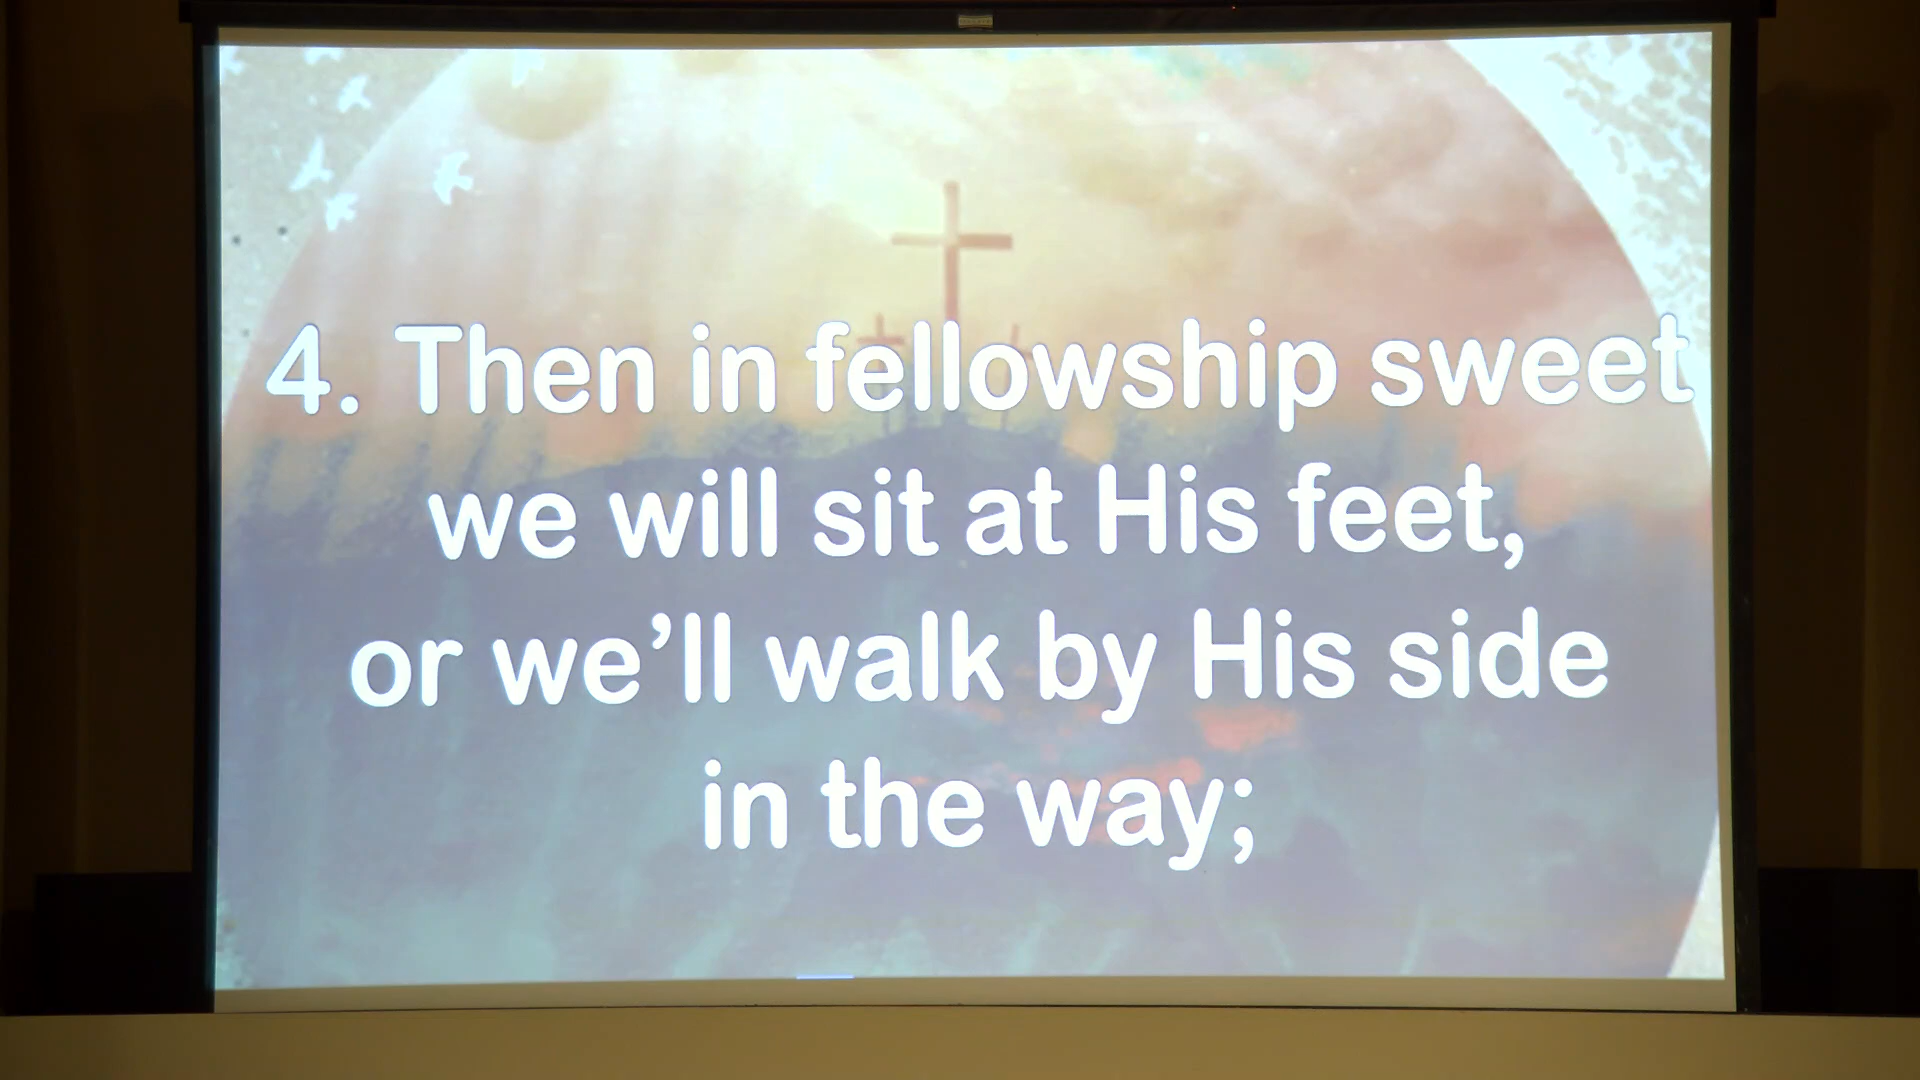 4. Then in fellowship sweet
we will sit at His feet,
or we’ll walk by His side
in the way;